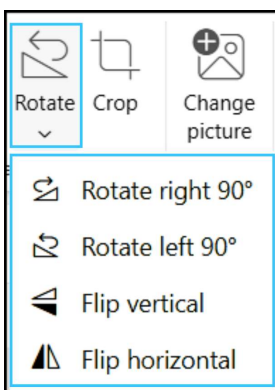 Rotate Crop Change
picture
Rotate right 90°
Rotate left 90°
Flip vertical
Flip horizontal